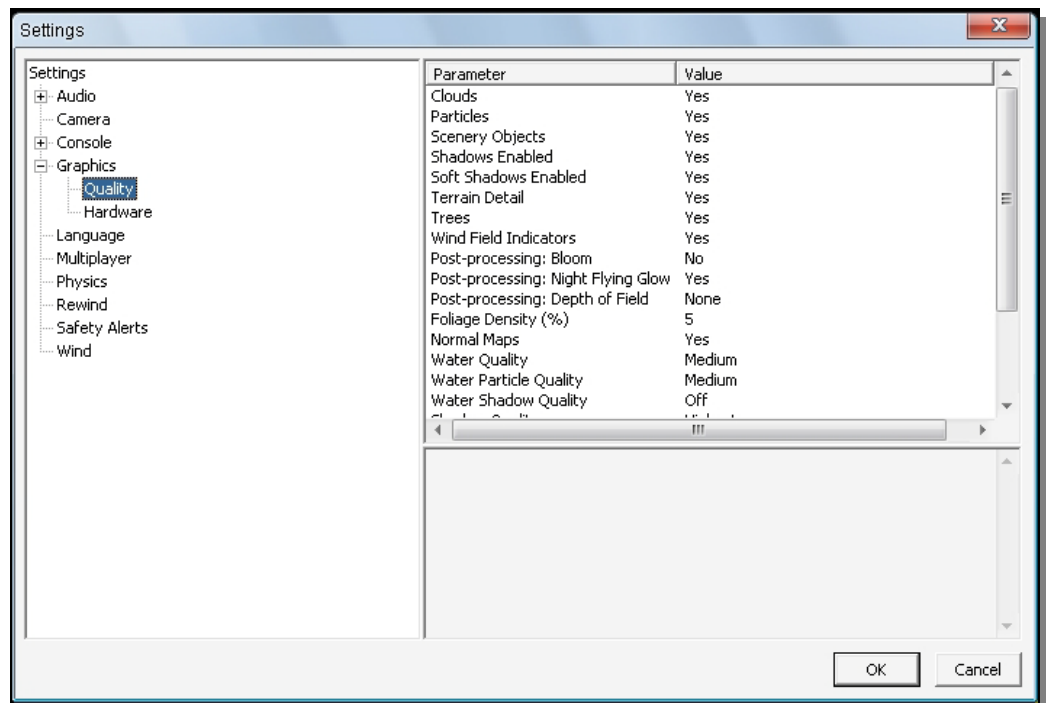 Settings
Settings
Audio
Camera
Console
Graphics
Quality
Hardware
Language
Multiplayer
Physics
Rewind
Safety Alerts
Wind
Parameter Value
Clouds Yes
Particles Yes
Scenery Objects Yes
Shadows Enabled Yes
Soft Shadows Enabled Yes
Terrain Detail Yes
Trees Yes
Wind Field Indicators Yes
Post-processing: Bloom No
Post-processing: Night Flying Glow Yes
Post-processing: Depth of Field None
Foliage Density (%) 5
Normal Maps Yes
Water Quality Medium
Water Particle Quality Medium
Water Shadow Quality Off
OK Cancel